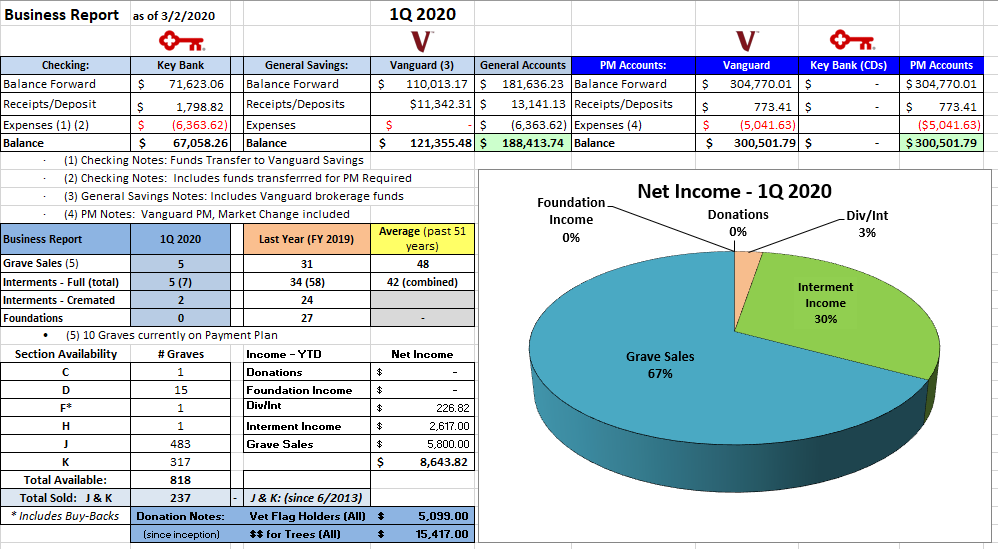 Business Report as of 3/2/2020 1Q 2020
Checking: Key Bank General Savings: Vanguard (3) General Accounts PM Accounts: Vanguard Key Bank (CDs) PM Accounts
Balance Forward $ 71,623.06 Balance Forward $ 110,013.17 $ 181,636.23 Balance Forward $ 304,770.01 $ - $ 304,770.01
Receipts/Deposit $ 1,798.82 Receipts/Deposits $11,342.31 $ 13,141.13 Receipts/Deposits $ 773.41 $ - $ 773.41
Expenses (1) (2) $ (6,363.62) Expenses $ - $ (6,363.62) Expenses (4) $ (5,041.63) ($5,041.63)
Balance $ 67,058.26 Balance $ 121,355.48 $ 188,413.74 Balance $ 300,501.79 $ - $ 300,501.79
· (1) Checking Notes: Funds Transfer to Vanguard Savings
· (2) Checking Notes: Includes funds transferrred for PM Required
· (3) General Savings Notes: Includes Vanguard brokerage funds
· (4) PM Notes: Vanguard PM, Market Change included
Business Report 1Q 2020 Last Year (FY 2019) Average (past 51 years)
Grave Sales (5) 5 31 48
Interments - Full (total) 5 (7) 34 (58) 42 (combined)
Interments - Cremated 2 24
Foundations 0 27 -
• (5) 10 Graves currently on Payment Plan
Section Availability # Graves Income – YTD Net Income
C 1 Donations $ -
D 15 Foundation Income $ -
F* 1 Div/Int $ 226.82
H 1 Interment Income $ 2,617.00
J 483 Grave Sales $ 5,800.00
K 317 $ 8,643.82
Total Available: 818
Total Sold: J & K 237 - J & K: (since 6/2013)
* Includes Buy-Backs Donation Notes: Vet Flag Holders (All) $ 5,099.00
(since inception) $$ for Trees (All) $ 15,417.00
Net Income - 1Q 2020
Foundation Income 0%
Donations 0%
Div/Int 3%
Interment Income 30%
Grave Sales 67%